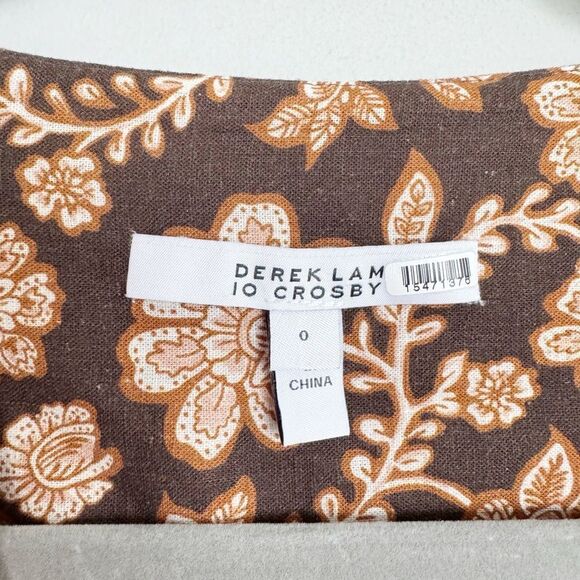 DEREK LAM
10 CROSBY
15471376
0
CHINA